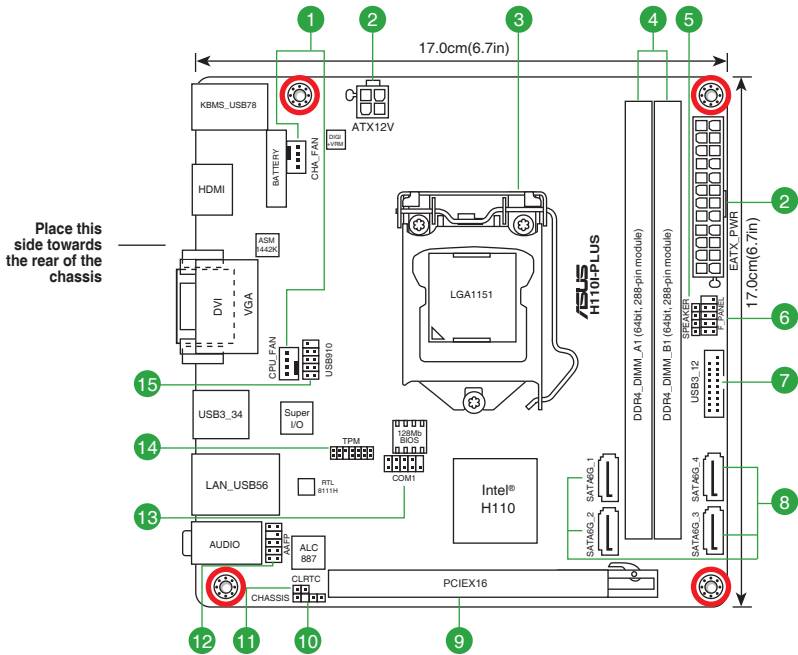 1
2
3
4
5
17.0cm(6.7in)
KBMS_USB78
ATX12V
DIGI
+VRM
BATTERY
CHA_FAN
HDMI
2
EATX_PWR
17.0cm(6.7in)
Place this
side towards
the rear of the
chassis
ASM
1442K
DVI
VGA
LGA1151
ASUS
H110I-PLUS
DDR4_DIMM_A1 (64bit, 288-pin module)
DDR4_DIMM_B1 (64bit, 288-pin module)
SPEAKER
F_PANEL
6
CPU_FAN
USB910
15
USB3_12
7
USB3_34
Super
I/O
128Mb
BIOS
14
TPM
COM1
LAN_USB56
RTL
8111H
Intel®
H110
SATA6G_1
SATA6G_4
8
13
SATA6G_2
SATA6G_3
AUDIO
AAFP
ALC
887
CLRTC
CHASSIS
PCIEX16
12
11
10
9